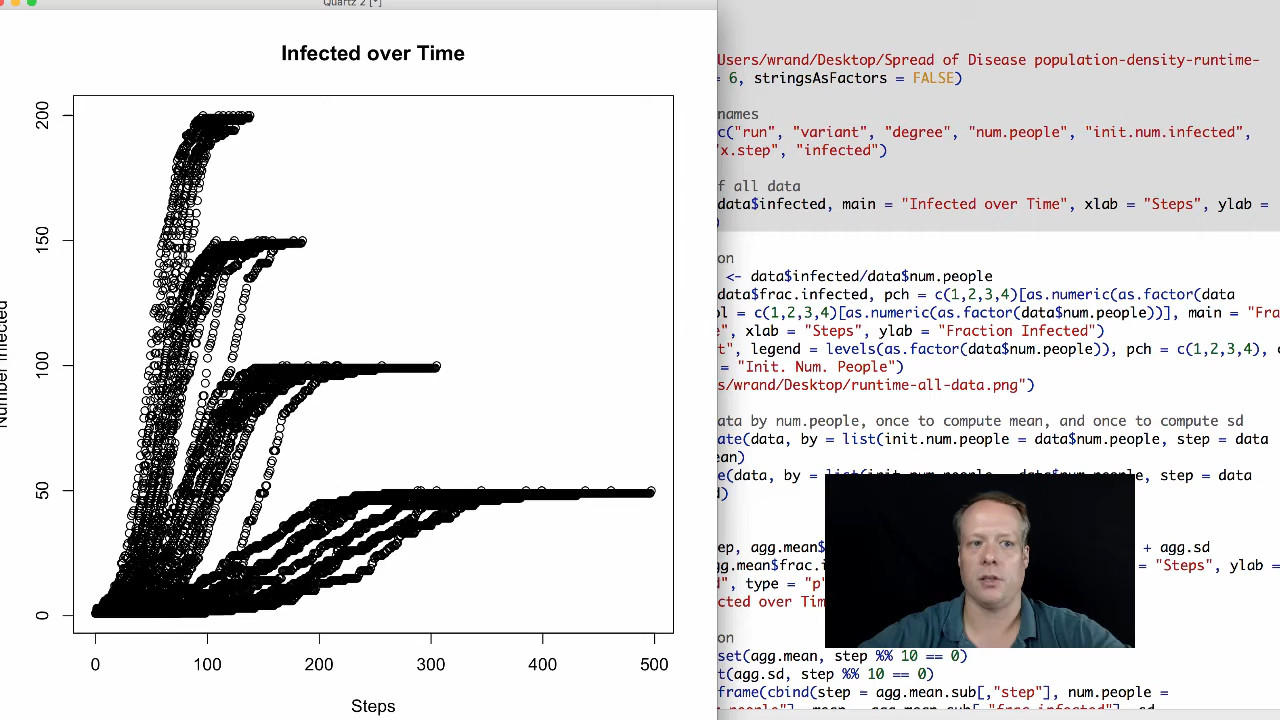 Quartz 2 [*]
Infected over Time
Number Infected
200
150
100
50
0
0 100 200 300 400 500
Steps
Users/wrand/Desktop/Spread of Disease population-density-runtime-
= 6, stringsAsFactors = FALSE)
names
c("run", "variant", "degree", "num.people", "init.num.infected",
"x.step", "infected")
f all data
data$infected, main = "Infected over Time", xlab = "Steps", ylab =
)
on
<- data$infected/data$num.people
data$frac.infected, pch = c(1,2,3,4)[as.numeric(as.factor(data
ol = c(1,2,3,4)[as.numeric(as.factor(data$num.people))], main = "Fra
e", xlab = "Steps", ylab = "Fraction Infected")
t", legend = levels(as.factor(data$num.people)), pch = c(1,2,3,4), c
= "Init. Num. People")
s/wrand/Desktop/runtime-all-data.png")
ata by num.people, once to compute mean, and once to compute sd
ate(data, by = list(init.num.people = data$num.people, step = data
ean)
e(data, by = list(init.num.people = data$num.people, step = data
d)
ep, agg.mean$ + agg.sd
gg.mean$frac.i = "Steps", ylab =
d", type = "p"
cted over Tim
on
set(agg.mean, step %% 10 == 0)
t(agg.sd, step %% 10 == 0)
frame(cbind(step = agg.mean.sub[,"step"], num.people =